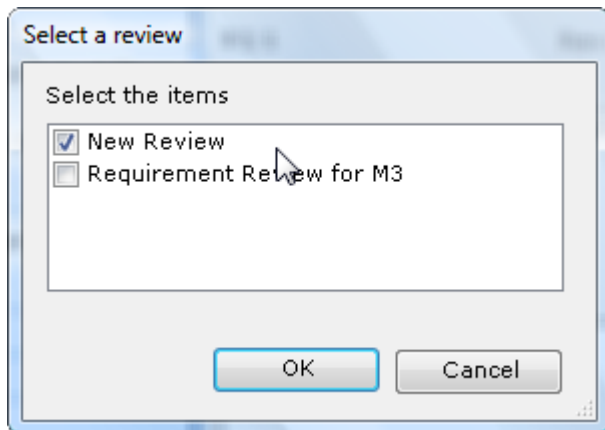 Select a review
Select the items
New Review
Requirement Review for M3
OK
Cancel